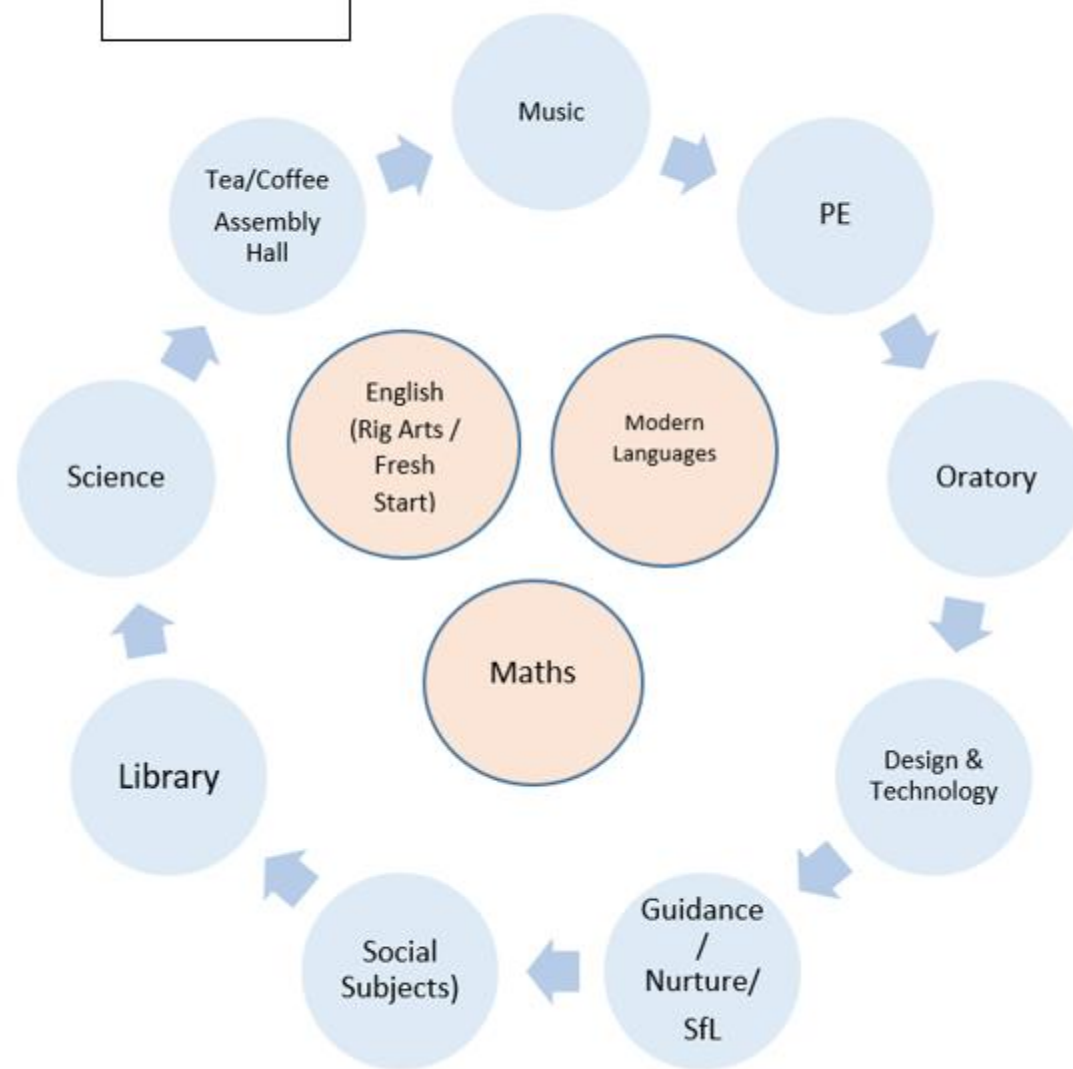 Music
PE
Oratory
Design &
Technology
Guidance
/
Nurture/
SfL
Social
Subjects)
Library
Science
Tea/Coffee
Assembly
Hall
English
(Rig Arts /
Fresh
Start)
Modern
Languages
Maths